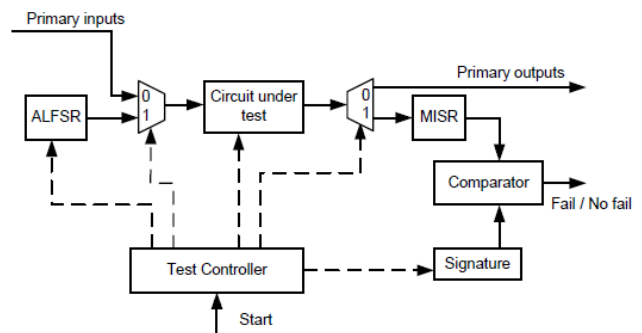 Primary inputs
Primary outputs
ALFSR
0
1
Circuit under
test
0
1
MISR
Comparator
Fail / No fail
Test Controller
Signature
Start